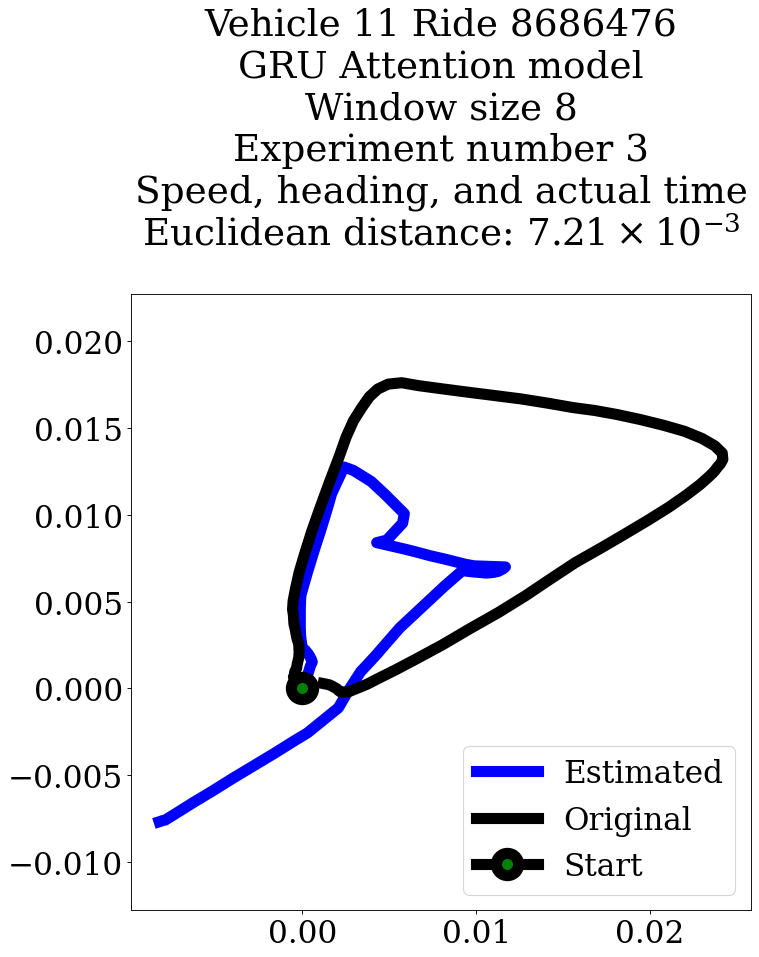 Vehicle 11 Ride 8686476
GRU Attention model
Window size 8
Experiment number 3
Speed, heading, and actual time
Euclidean distance: 7.21 × 10⁻³
0.020
0.015
0.010
0.005
0.000
−0.005
−0.010
Estimated
Original
Start
0.00 0.01 0.02